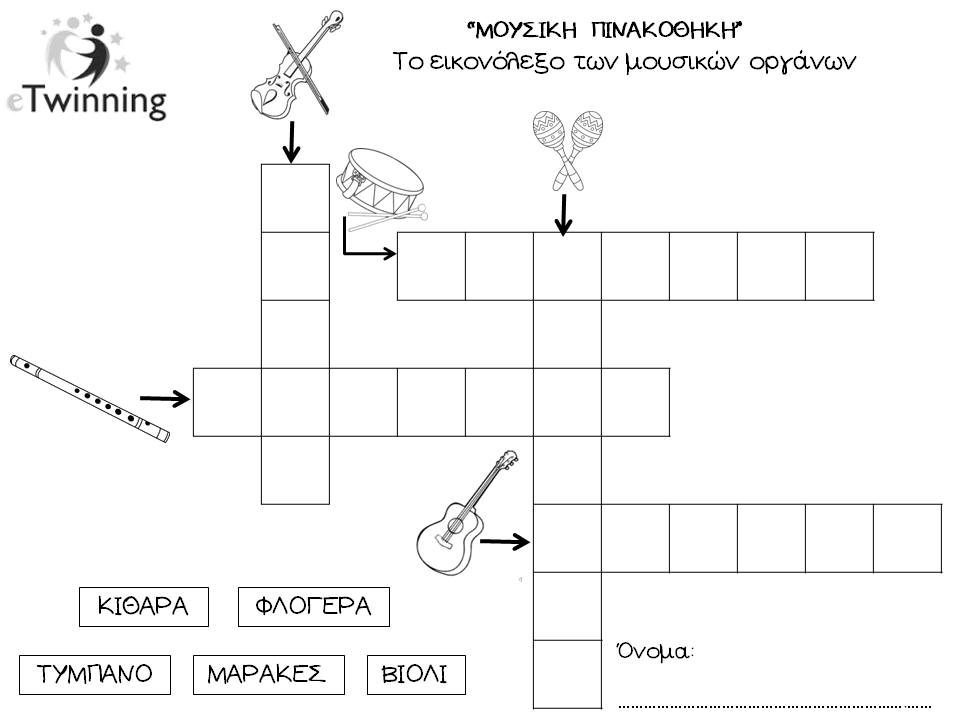 eTwinning
“ΜΟΥΣΙΚΗ ΠΙΝΑΚΟΘΗΚΗ”
Το εικονόλεξο των μουσικών οργάνων
ΚΙΘΑΡΑ ΦΛΟΓΕΡΑ
ΤΥΜΠΑΝΟ ΜΑΡΑΚΕΣ ΒΙΟΛΙ
Όνομα: